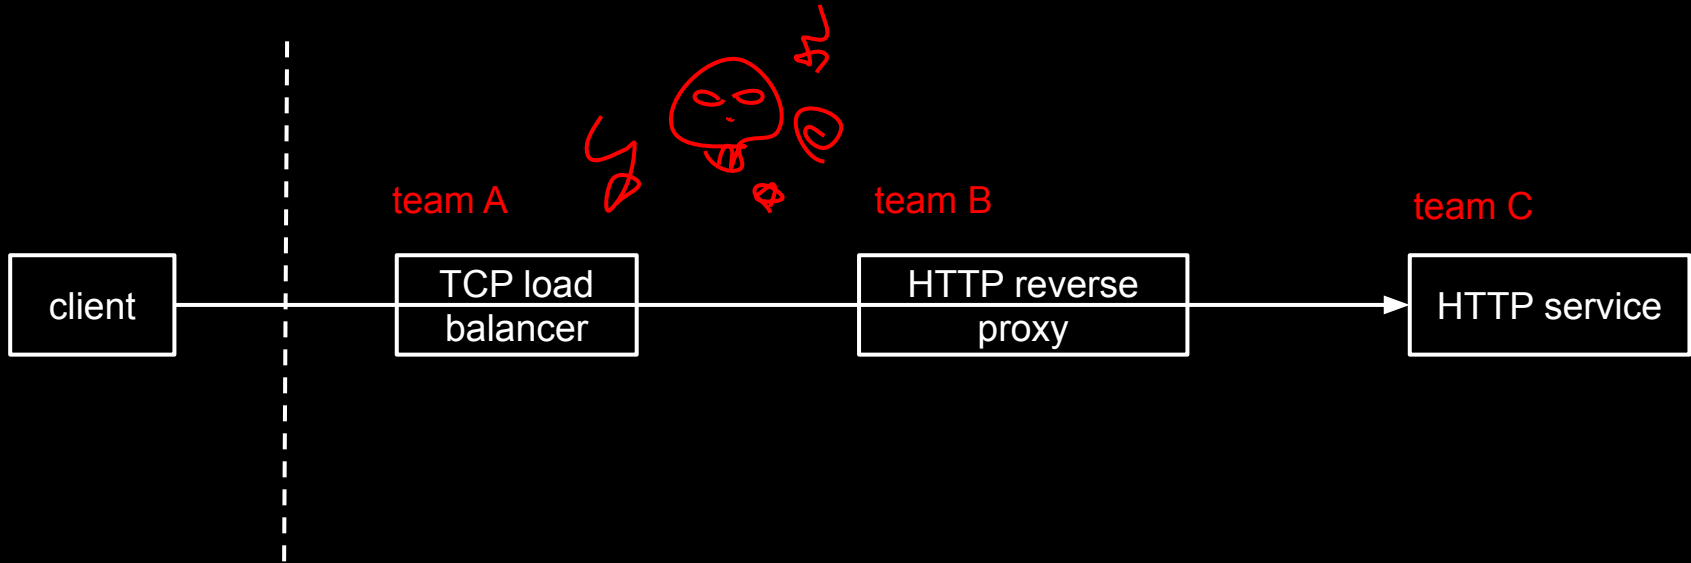 team A
team B
team C
client
TCP load
balancer
HTTP reverse
proxy
HTTP service